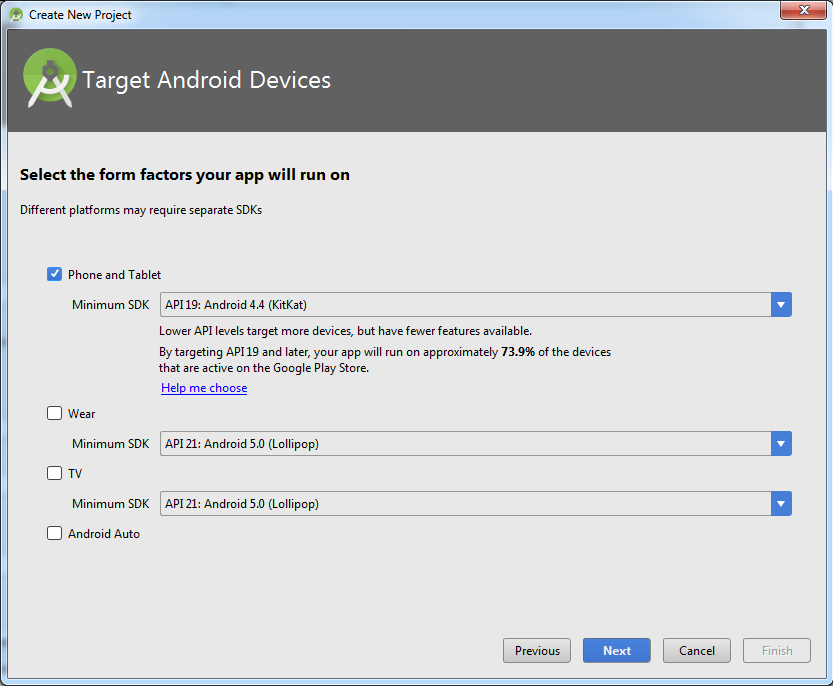 Create New Project
Target Android Devices
Select the form factors your app will run on
Different platforms may require separate SDKs
Phone and Tablet
Minimum SDK API 19: Android 4.4 (KitKat)
Lower API levels target more devices, but have fewer features available.
By targeting API 19 and later, your app will run on approximately 73.9% of the devices
that are active on the Google Play Store.
Help me choose
Wear
Minimum SDK API 21: Android 5.0 (Lollipop)
TV
Minimum SDK API 21: Android 5.0 (Lollipop)
Android Auto
Previous Next Cancel Finish